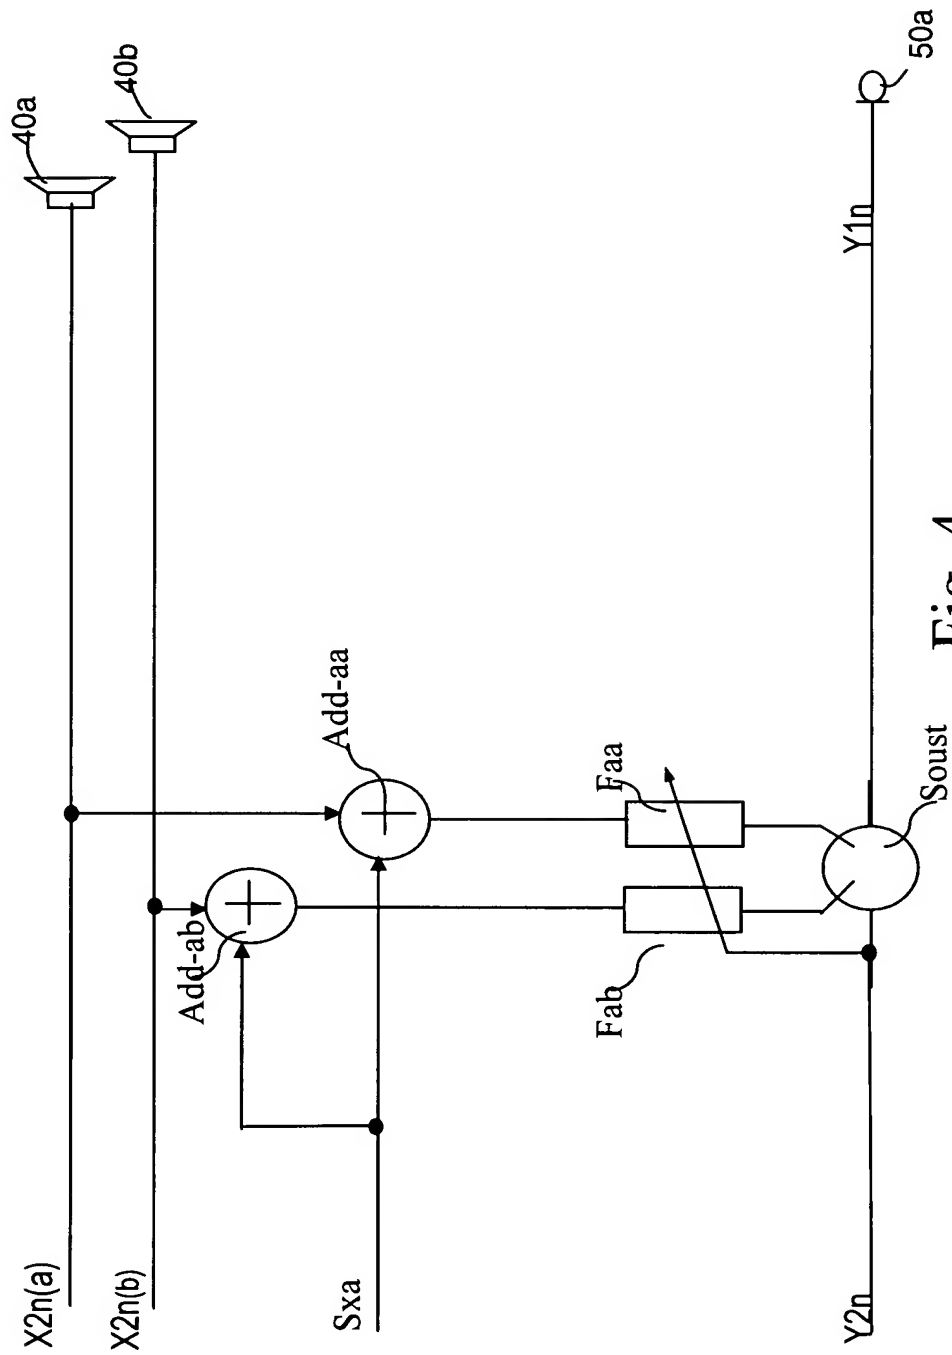 X2n(a)
40a
X2n(b)
40b
Add-ab
Add-aa
Sxa
Fab
Faa
Y2n
Soust
Y1n
50a
Fig. 4